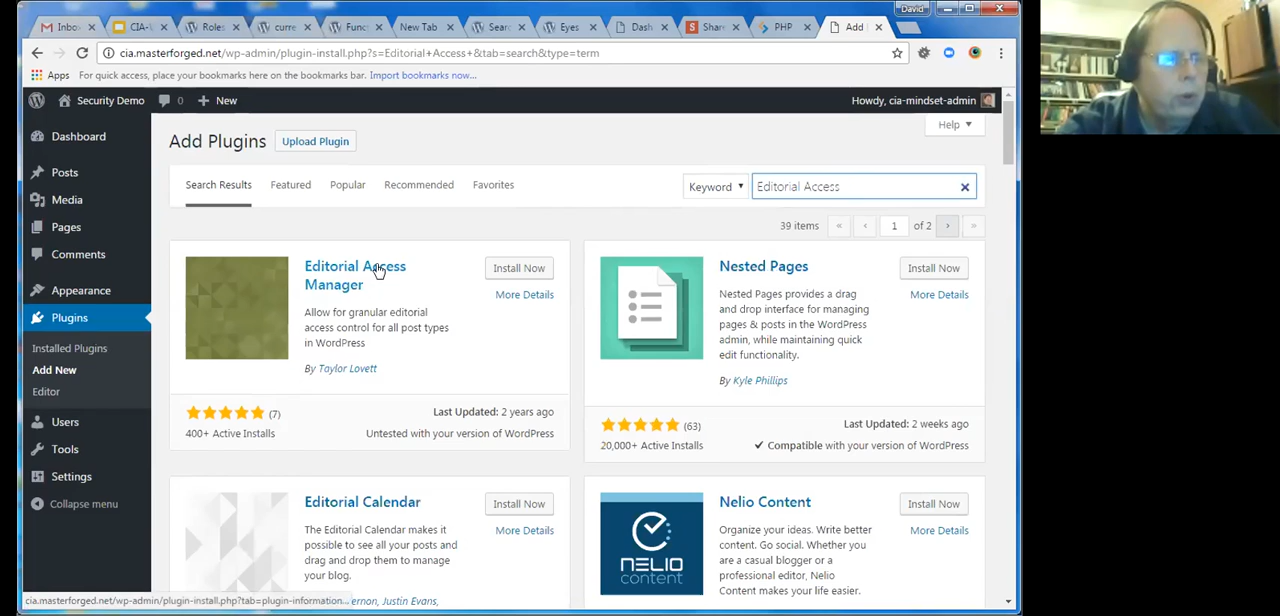 David
Inbo
CIA-
Roles
curre
Funct
New Tab
Searc
Eyes
Dash
Share
PHP
Add
cia.masterforged.net/wp-admin/plugin-install.php?s=Editorial+Access+&tab=search&type=term
Apps
For quick access, place your bookmarks here on the bookmarks bar. Import bookmarks now...
Security Demo
0
New
Howdy, cia-mindset-admin
Dashboard
Posts
Media
Pages
Comments
Appearance
Plugins
Installed Plugins
Add New
Editor
Users
Tools
Settings
Collapse menu
Add Plugins
Upload Plugin
Help
Search Results
Featured
Popular
Recommended
Favorites
Keyword
Editorial Access
39 items
«
‹
1
of 2
›
»
Editorial Access
Manager
Install Now
More Details
Allow for granular editorial
access control for all post types
in WordPress
By Taylor Lovett
(7)
Last Updated: 2 years ago
400+ Active Installs
Untested with your version of WordPress
Nested Pages
Install Now
More Details
Nested Pages provides a drag
and drop interface for managing
pages & posts in the WordPress
admin, while maintaining quick
edit functionality.
By Kyle Phillips
(63)
Last Updated: 2 weeks ago
20,000+ Active Installs
Compatible with your version of WordPress
Editorial Calendar
Install Now
More Details
The Editorial Calendar makes it
possible to see all your posts and
drag and drop them to manage
your blog.
ernon, Justin Evans,
NELIO
content
Nelio Content
Install Now
More Details
Organize your ideas. Write better
content. Go social. Whether you
are a casual blogger or a
professional editor, Nelio
Content makes your life easier.
cia.masterforged.net/wp-admin/plugin-install.php?tab=plugin-information...